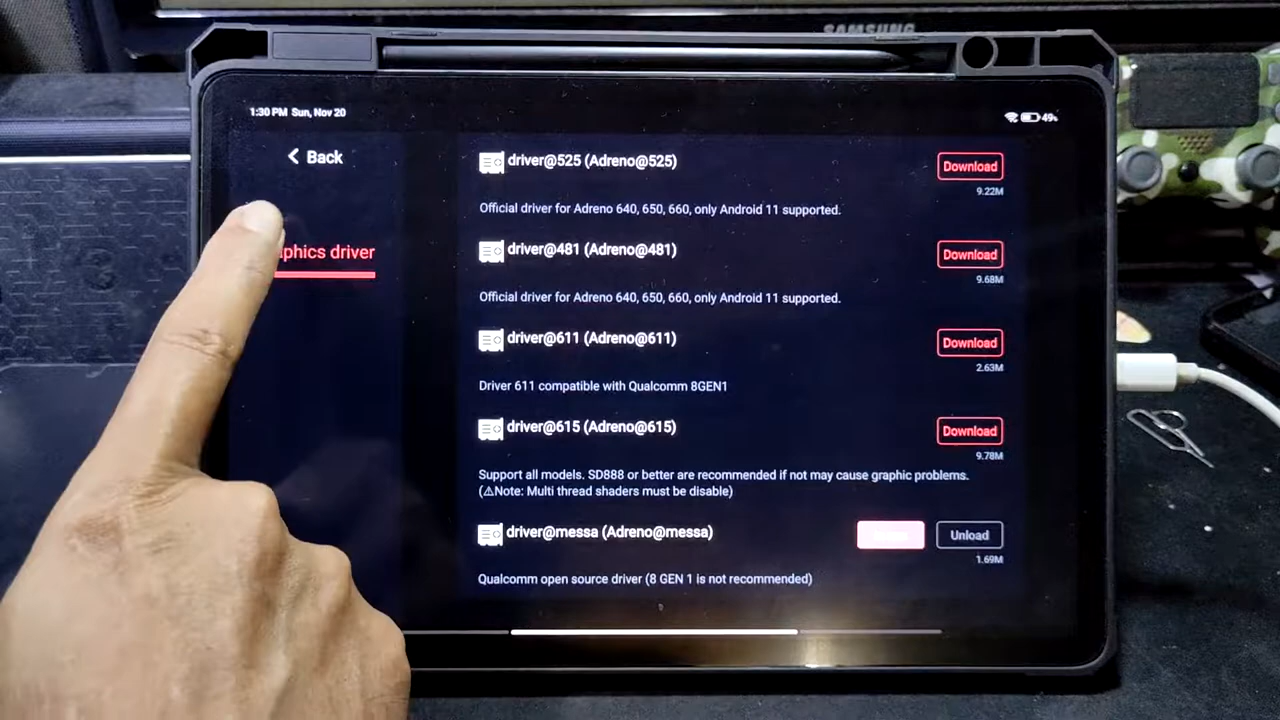 SAMSUNG
1:30 PM Sun, Nov 20
49%
Back
phics driver
driver@525 (Adreno@525)
Download
9.22M
Official driver for Adreno 640, 650, 660, only Android 11 supported.
driver@481 (Adreno@481)
Download
9.68M
Official driver for Adreno 640, 650, 660, only Android 11 supported.
driver@611 (Adreno@611)
Download
2.63M
Driver 611 compatible with Qualcomm 8GEN1
driver@615 (Adreno@615)
Download
9.78M
Support all models. SD888 or better are recommended if not may cause graphic problems.
(⚠Note: Multi thread shaders must be disable)
driver@messa (Adreno@messa)
Unload
1.69M
Qualcomm open source driver (8 GEN 1 is not recommended)